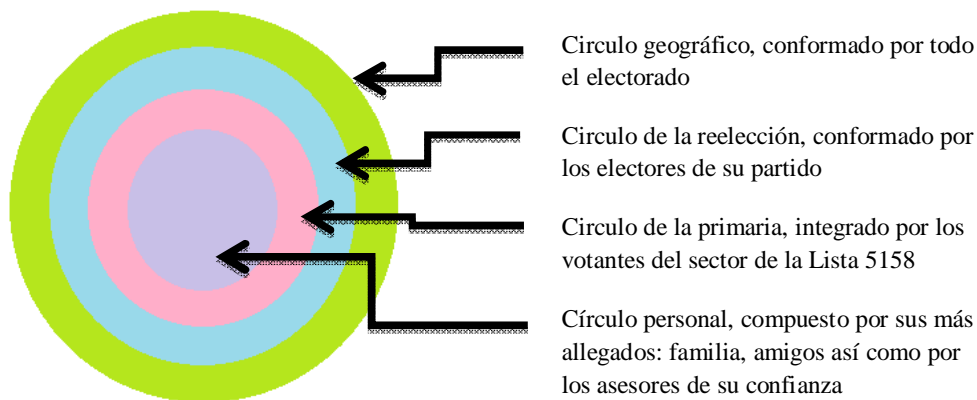 Circulo geográfico, conformado por todo
el electorado
Circulo de la reelección, conformado por
los electores de su partido
Circulo de la primaria, integrado por los
votantes del sector de la Lista 5158
Círculo personal, compuesto por sus más
allegados: familia, amigos así como por
los asesores de su confianza